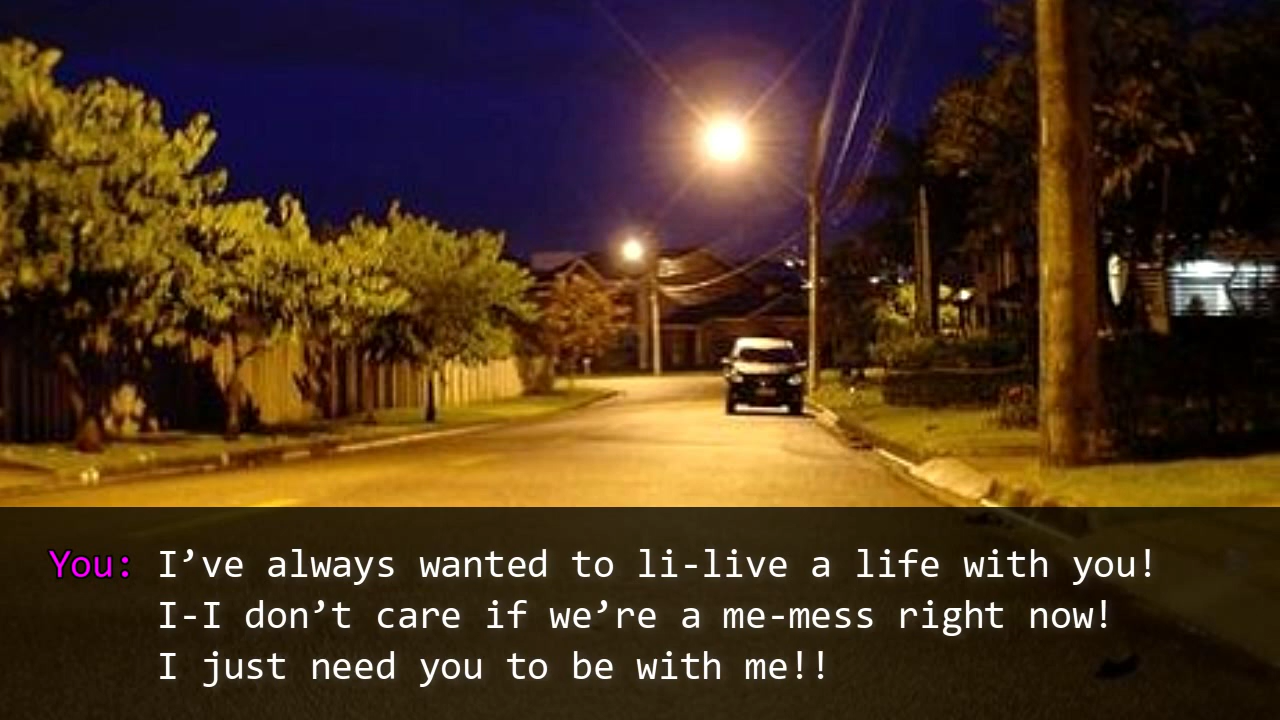 You: I’ve always wanted to li-live a life with you!
I-I don’t care if we’re a me-mess right now!
I just need you to be with me!!